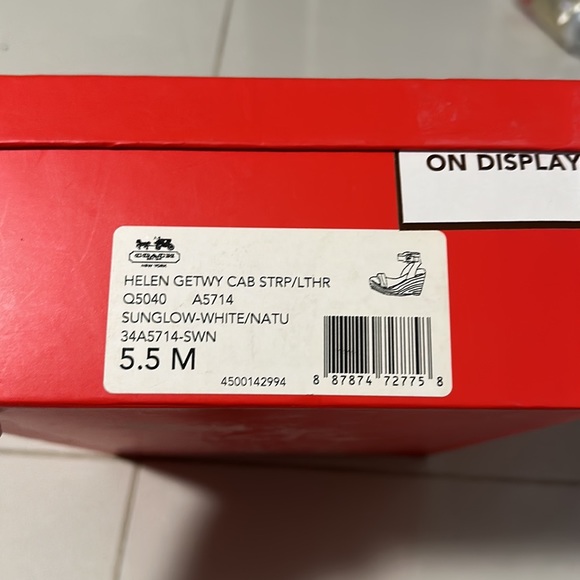 ON DISPLAY
COACH
NEW YORK
HELEN GETWY CAB STRP/LTHR
Q5040 A5714
SUNGLOW-WHITE/NATU
34A5714-SWN
5.5 M
4500142994
8 87874 72775 8